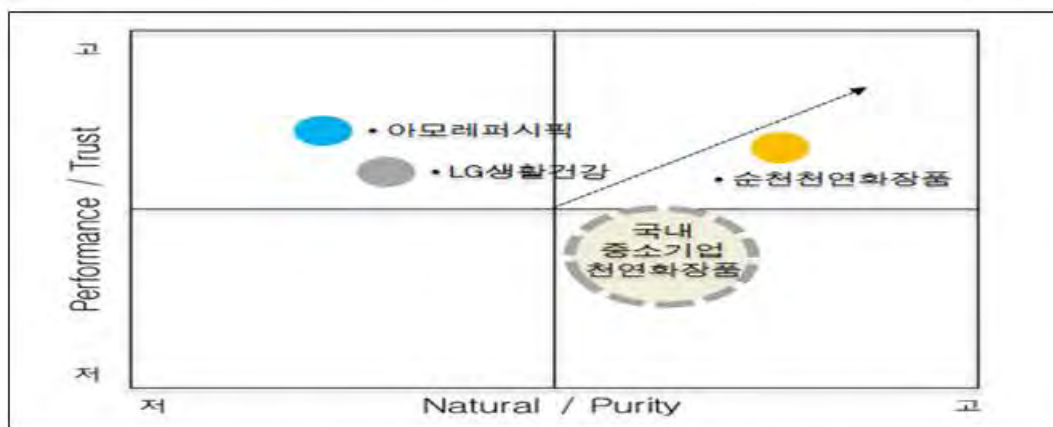 고
• 아모레퍼시픽
• LG생활건강
• 순천천연화장품
국내
중소기업
천연화장품
Performance / Trust
저
저
Natural / Purity
고